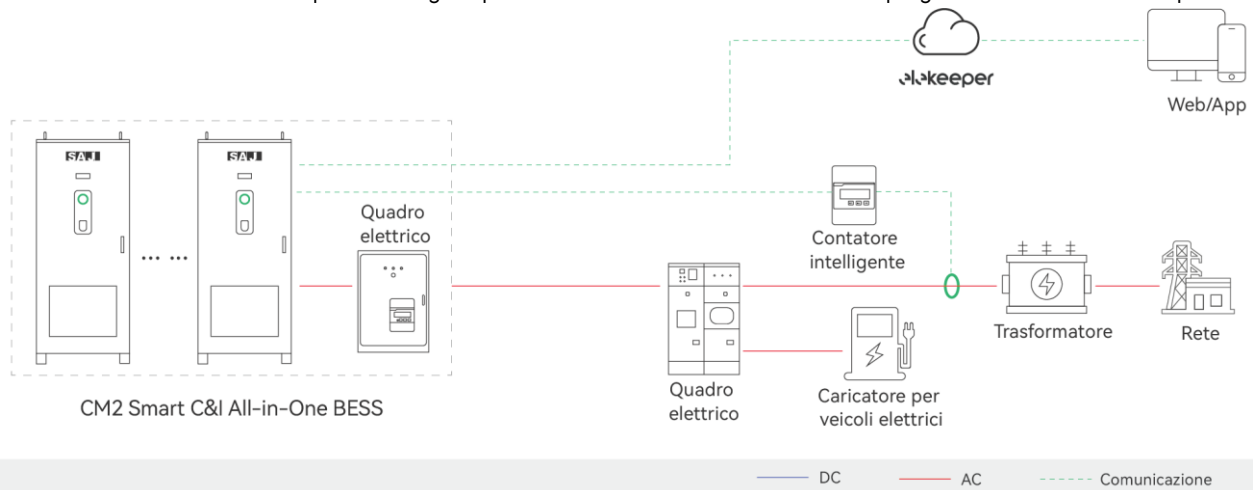 elekeeper
Web/App
SAJ
SAJ
Quadro
elettrico
Contatore
intelligente
Trasformatore
Rete
Quadro
elettrico
Caricatore per
veicoli elettrici
CM2 Smart C&I All-in-One BESS
DC
AC
Comunicazione